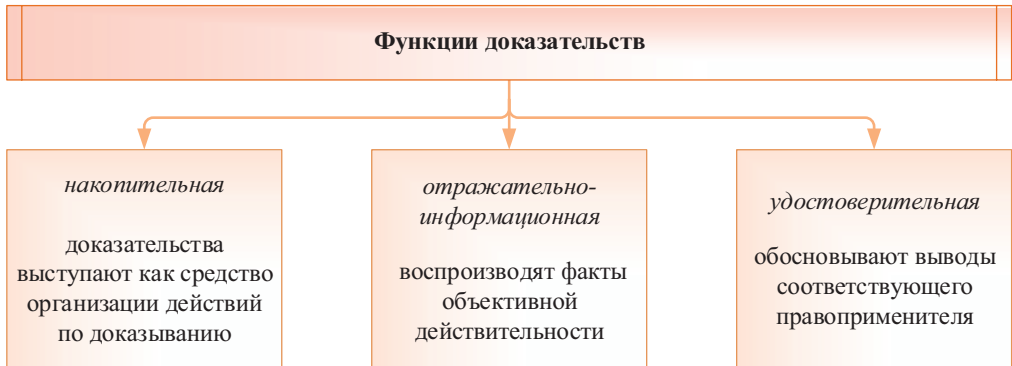 Функции доказательств
накопительная
доказательства
выступают как средство
организации действий
по доказыванию
отражательно-
информационная
воспроизводят факты
объективной
действительности
удостоверительная
обосновывают выводы
соответствующего
правоприменителя